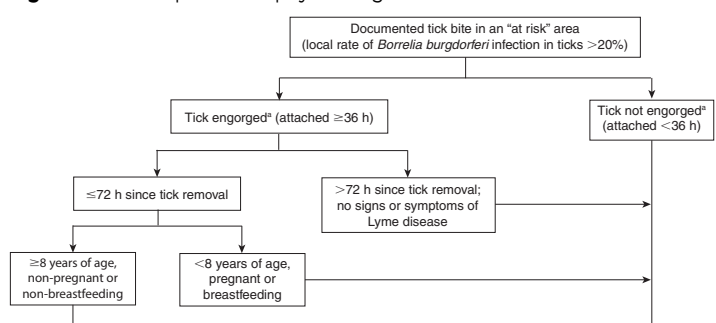 Documented tick bite in an “at risk” area
(local rate of Borrelia burgdorferi infection in ticks >20%)
Tick engorgedª (attached ≥36 h)
Tick not engorgedª
(attached <36 h)
≤72 h since tick removal
>72 h since tick removal;
no signs or symptoms of
Lyme disease
≥8 years of age,
non-pregnant or
non-breastfeeding
<8 years of age,
pregnant or
breastfeeding